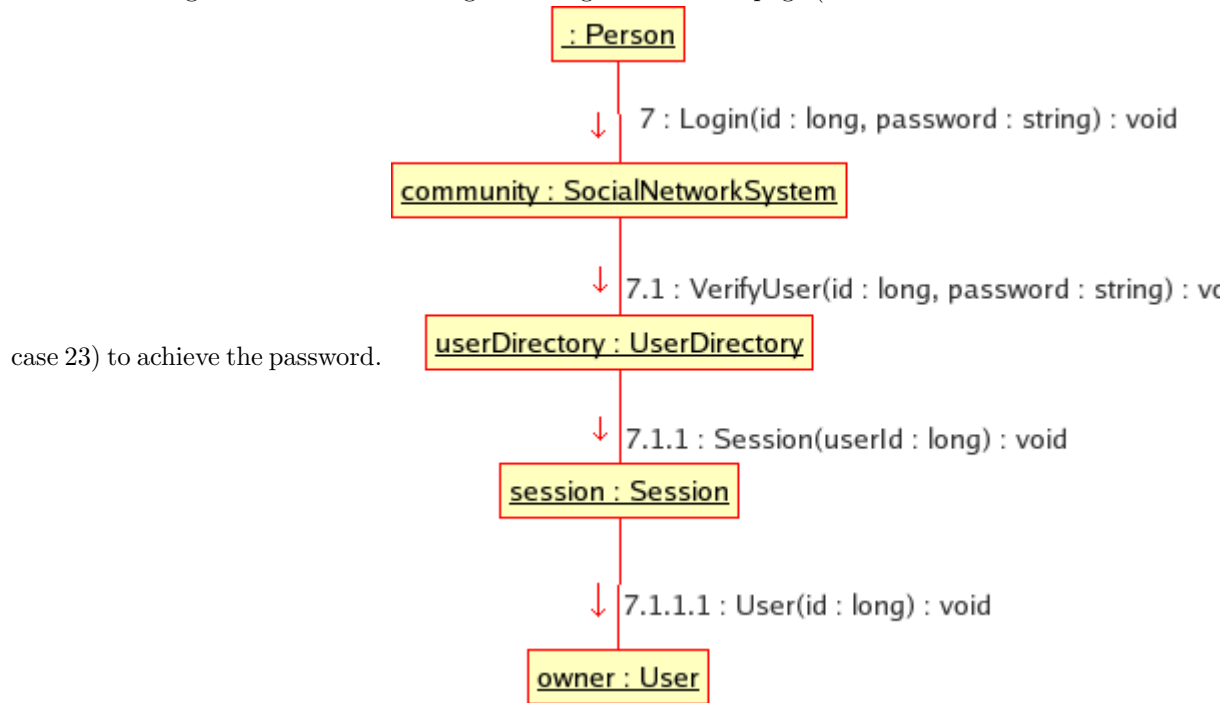 : Person
7 : Login(id : long, password : string) : void
community : SocialNetworkSystem
7.1 : VerifyUser(id : long, password : string) :
userDirectory : UserDirectory
case 23) to achieve the password.
7.1.1 : Session(userId : long) : void
session : Session
7.1.1.1 : User(id : long) : void
owner : User